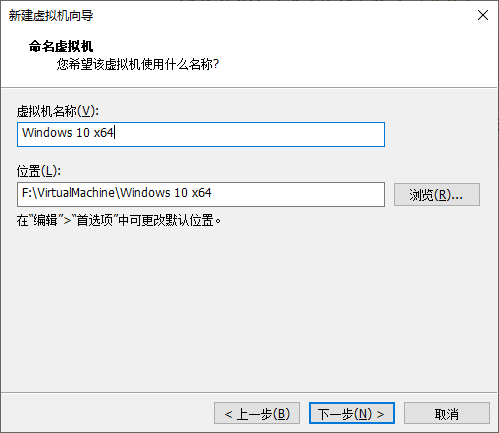 新建虚拟机向导
命名虚拟机
您希望该虚拟机使用什么名称?
虚拟机名称(V):
Windows 10 x64
位置(L):
F:\VirtualMachine\Windows 10 x64
浏览(R)...
在“编辑”>“首选项”中可更改默认位置。
< 上一步(B)
下一步(N) >
取消